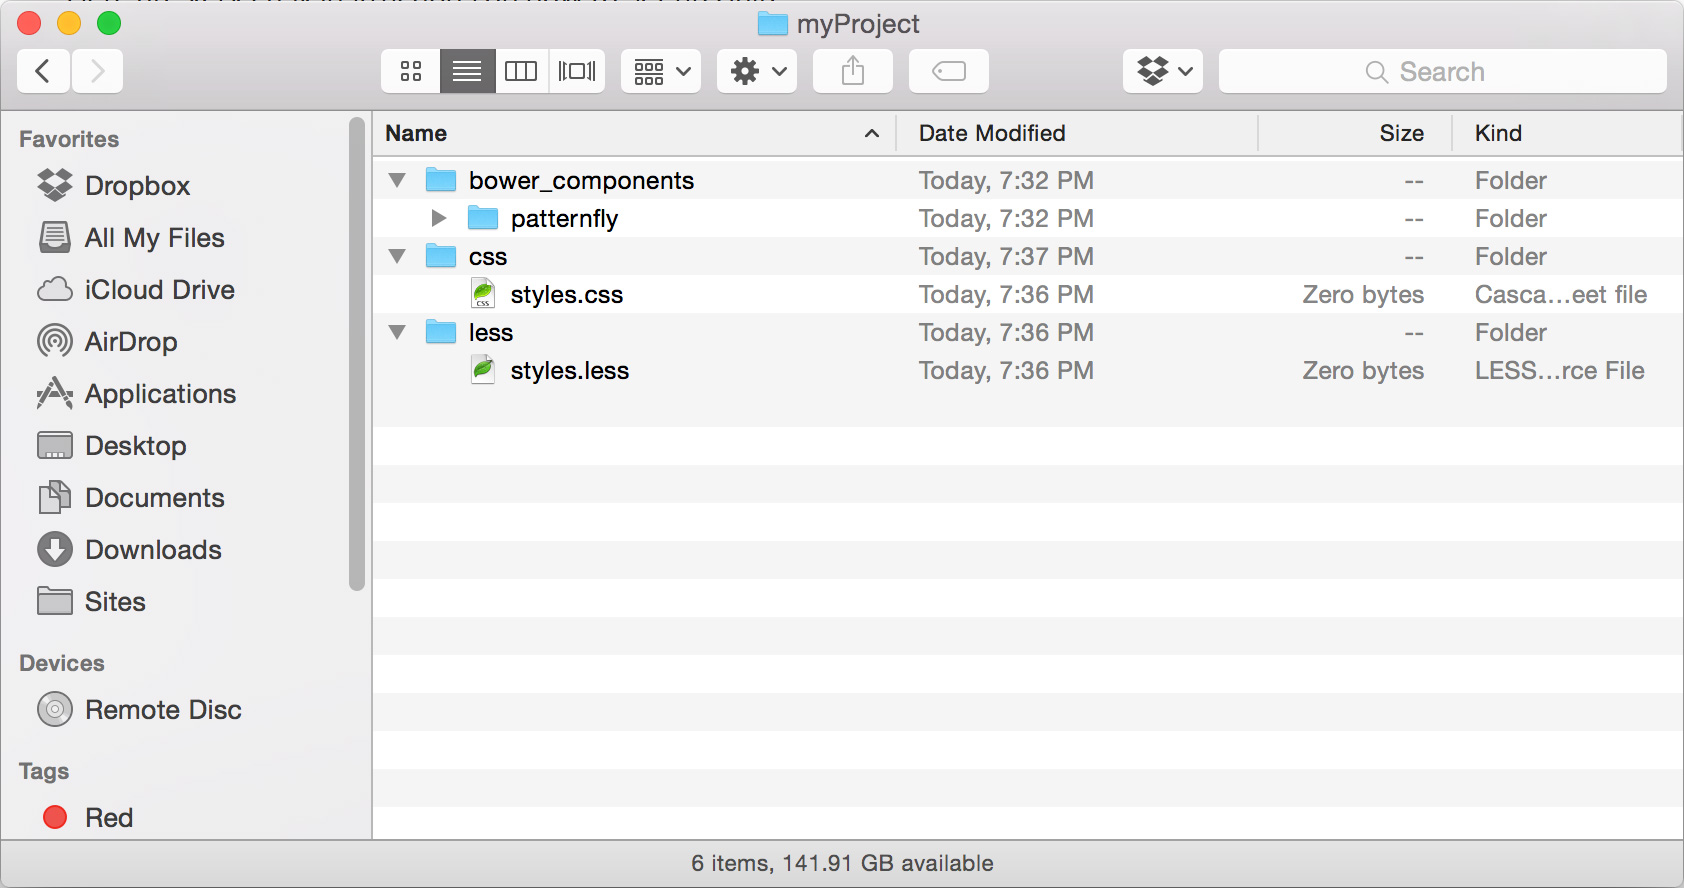 myProject
Search
Favorites
Dropbox
All My Files
iCloud Drive
AirDrop
Applications
Desktop
Documents
Downloads
Sites
Devices
Remote Disc
Tags
Red
Name Date Modified Size Kind
bower_components Today, 7:32 PM -- Folder
patternfly Today, 7:32 PM -- Folder
css Today, 7:37 PM -- Folder
styles.css Today, 7:36 PM Zero bytes Casca...eet file
less Today, 7:36 PM -- Folder
styles.less Today, 7:36 PM Zero bytes LESS...rce File
6 items, 141.91 GB available